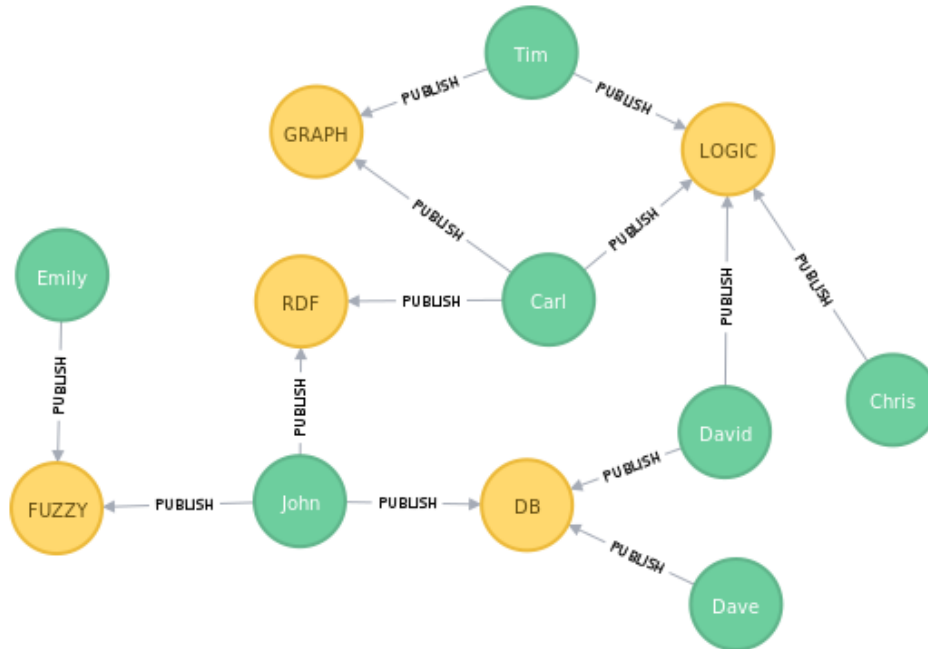 Tim
PUBLISH
PUBLISH
GRAPH
LOGIC
PUBLISH
PUBLISH
Emily
RDF
PUBLISH
Carl
PUBLISH
PUBLISH
PUBLISH
PUBLISH
Chris
David
PUBLISH
FUZZY
PUBLISH
John
PUBLISH
DB
PUBLISH
Dave